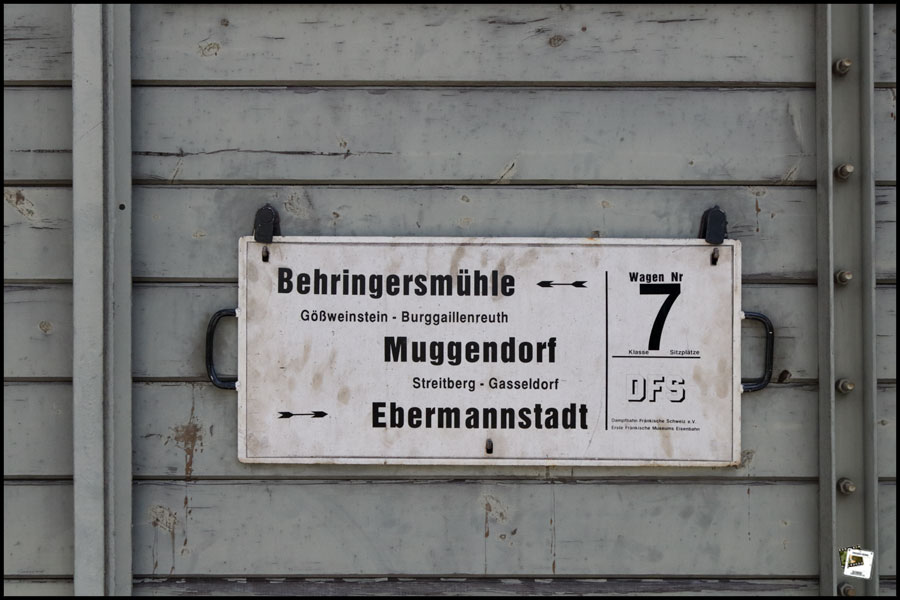 Behringersmühle
Gößweinstein - Burggaillenreuth
Muggendorf
Streitberg - Gasseldorf
Ebermannstadt
Wagen Nr
7
Klasse Sitzplätze
DFS
Dampfbahn Fränkische Schweiz e.V.
Erste Fränkische Museums Eisenbahn